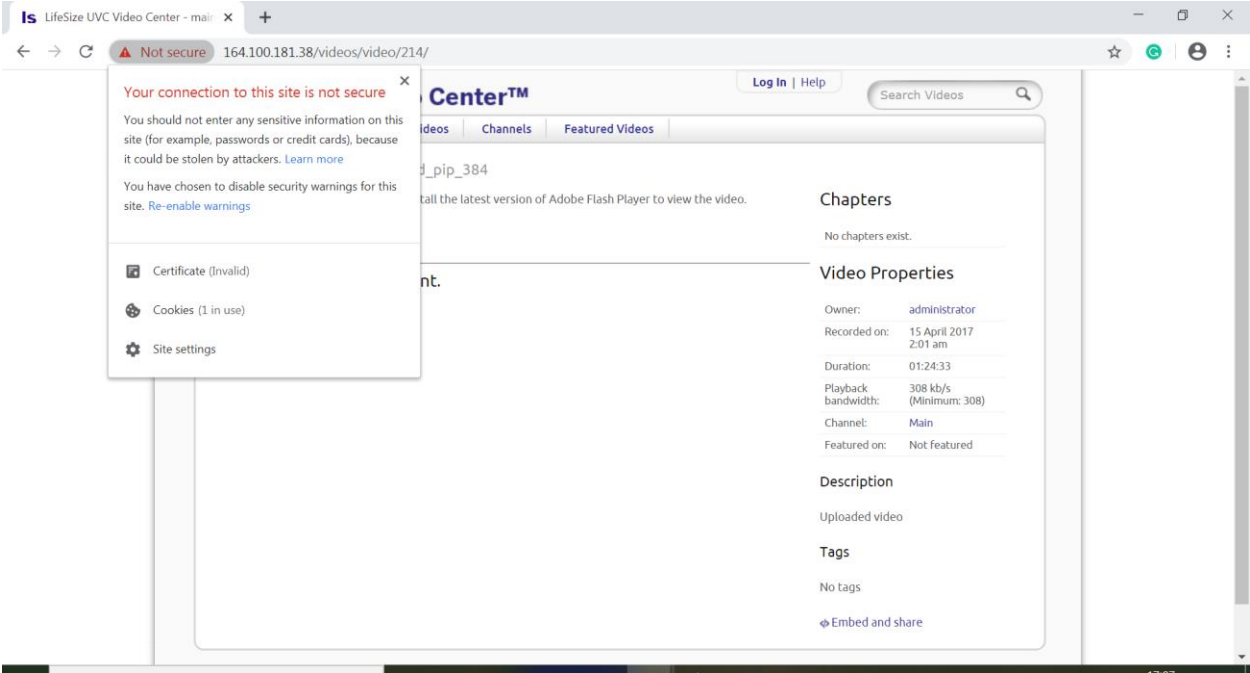 ls LifeSize UVC Video Center - main
Not secure 164.100.181.38/videos/video/214/
Your connection to this site is not secure
You should not enter any sensitive information on this
site (for example, passwords or credit cards), because
it could be stolen by attackers. Learn more
You have chosen to disable security warnings for this
site. Re-enable warnings
Certificate (Invalid)
Cookies (1 in use)
Site settings
Center™
Log In | Help
Search Videos
Channels
Featured Videos
d_pip_384
the latest version of Adobe Flash Player to view the video.
Chapters
No chapters exist.
Video Properties
Owner: administrator
Recorded on: 15 April 2017
2:01 am
Duration: 01:24:33
Playback
bandwidth:
308 kb/s
(Minimum: 308)
Channel: Main
Featured on: Not featured
Description
Uploaded video
Tags
No tags
Embed and share